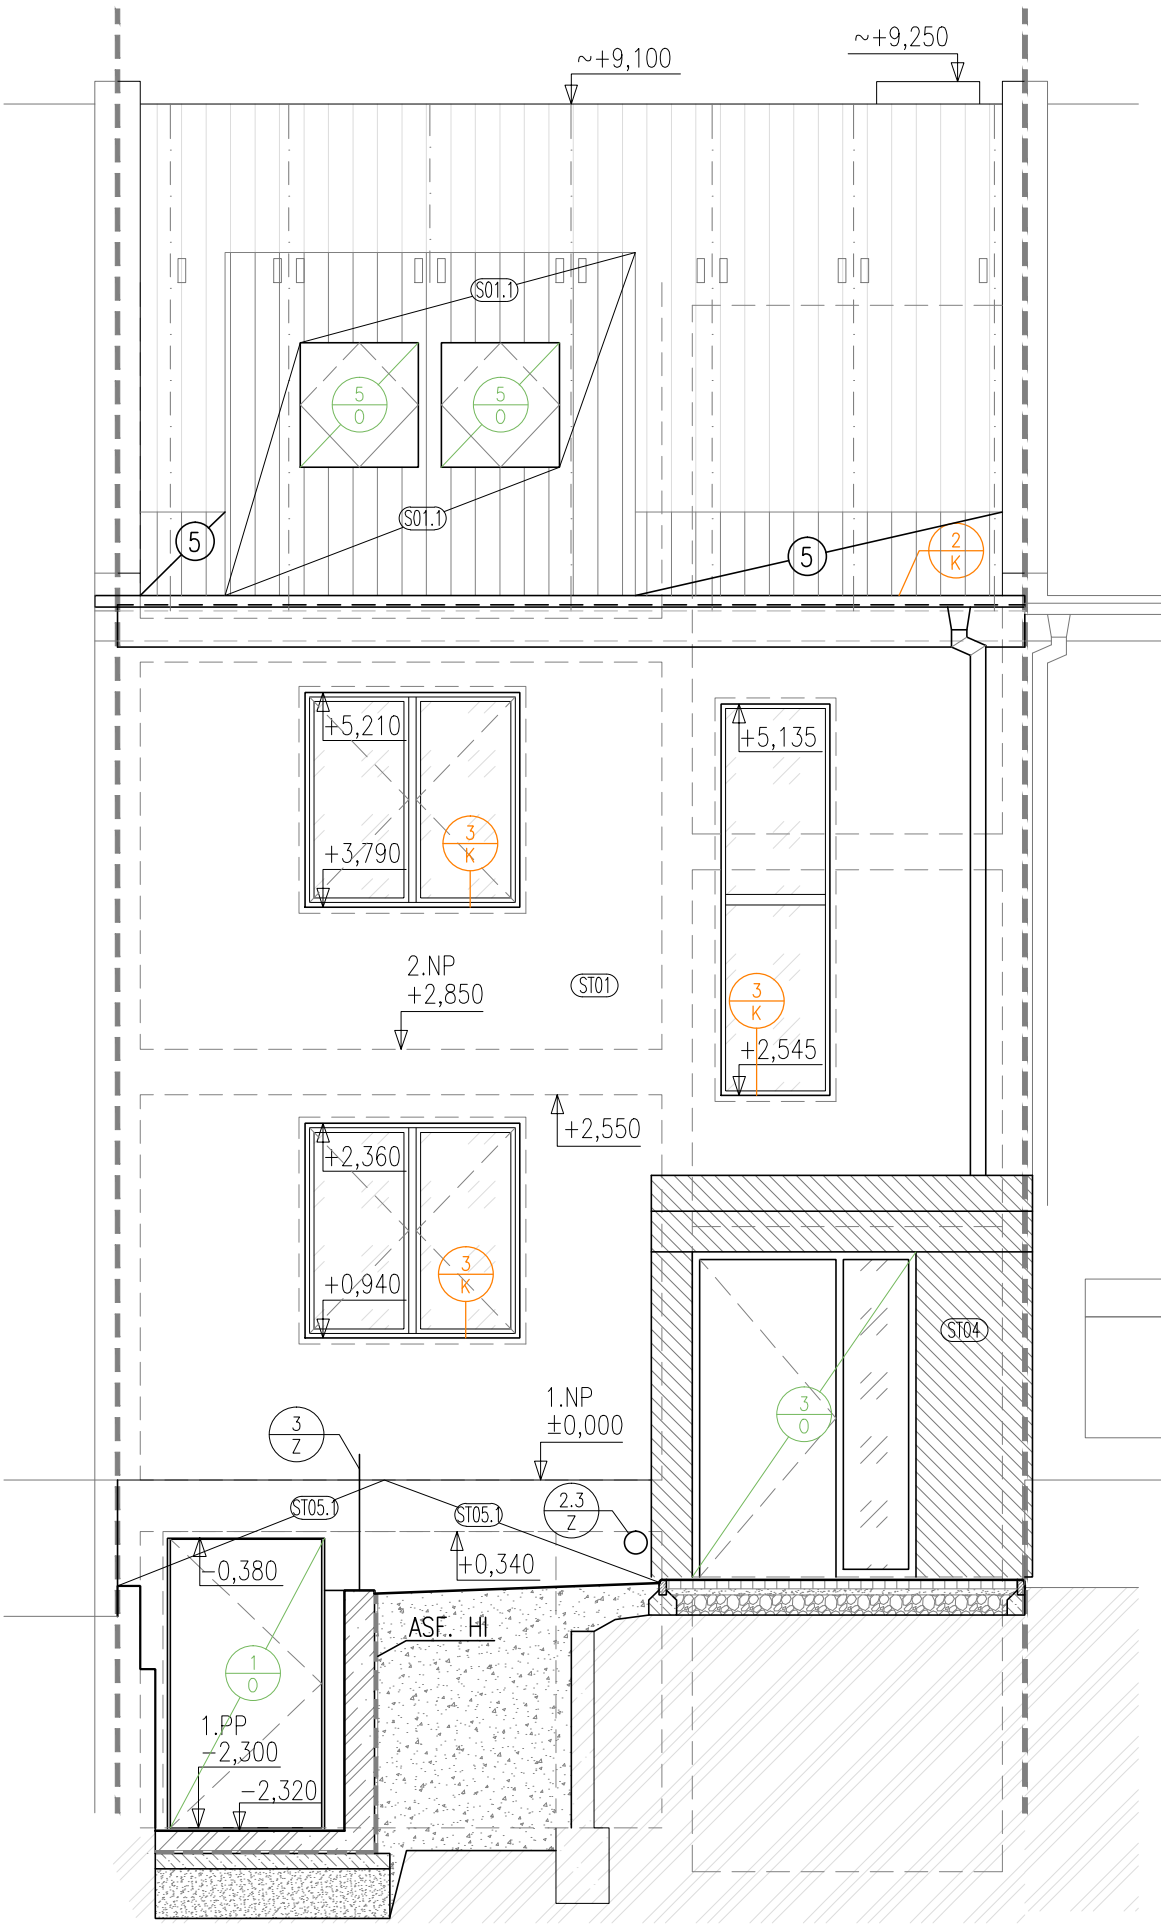 ~+9,100
~+9,250
S01.1
5
0
5
0
S01.1
5
5
2
K
+5,210
+5,135
+3,790
3
K
2.NP
+2,850
ST01
3
K
+2,545
+2,550
+2,360
+0,940
3
K
ST04
1.NP
±0,000
3
Z
3
0
ST05.1
ST05.1
2.3
Z
-0,380
+0,340
ASF. HI
1
0
1.PP
-2,300
-2,320